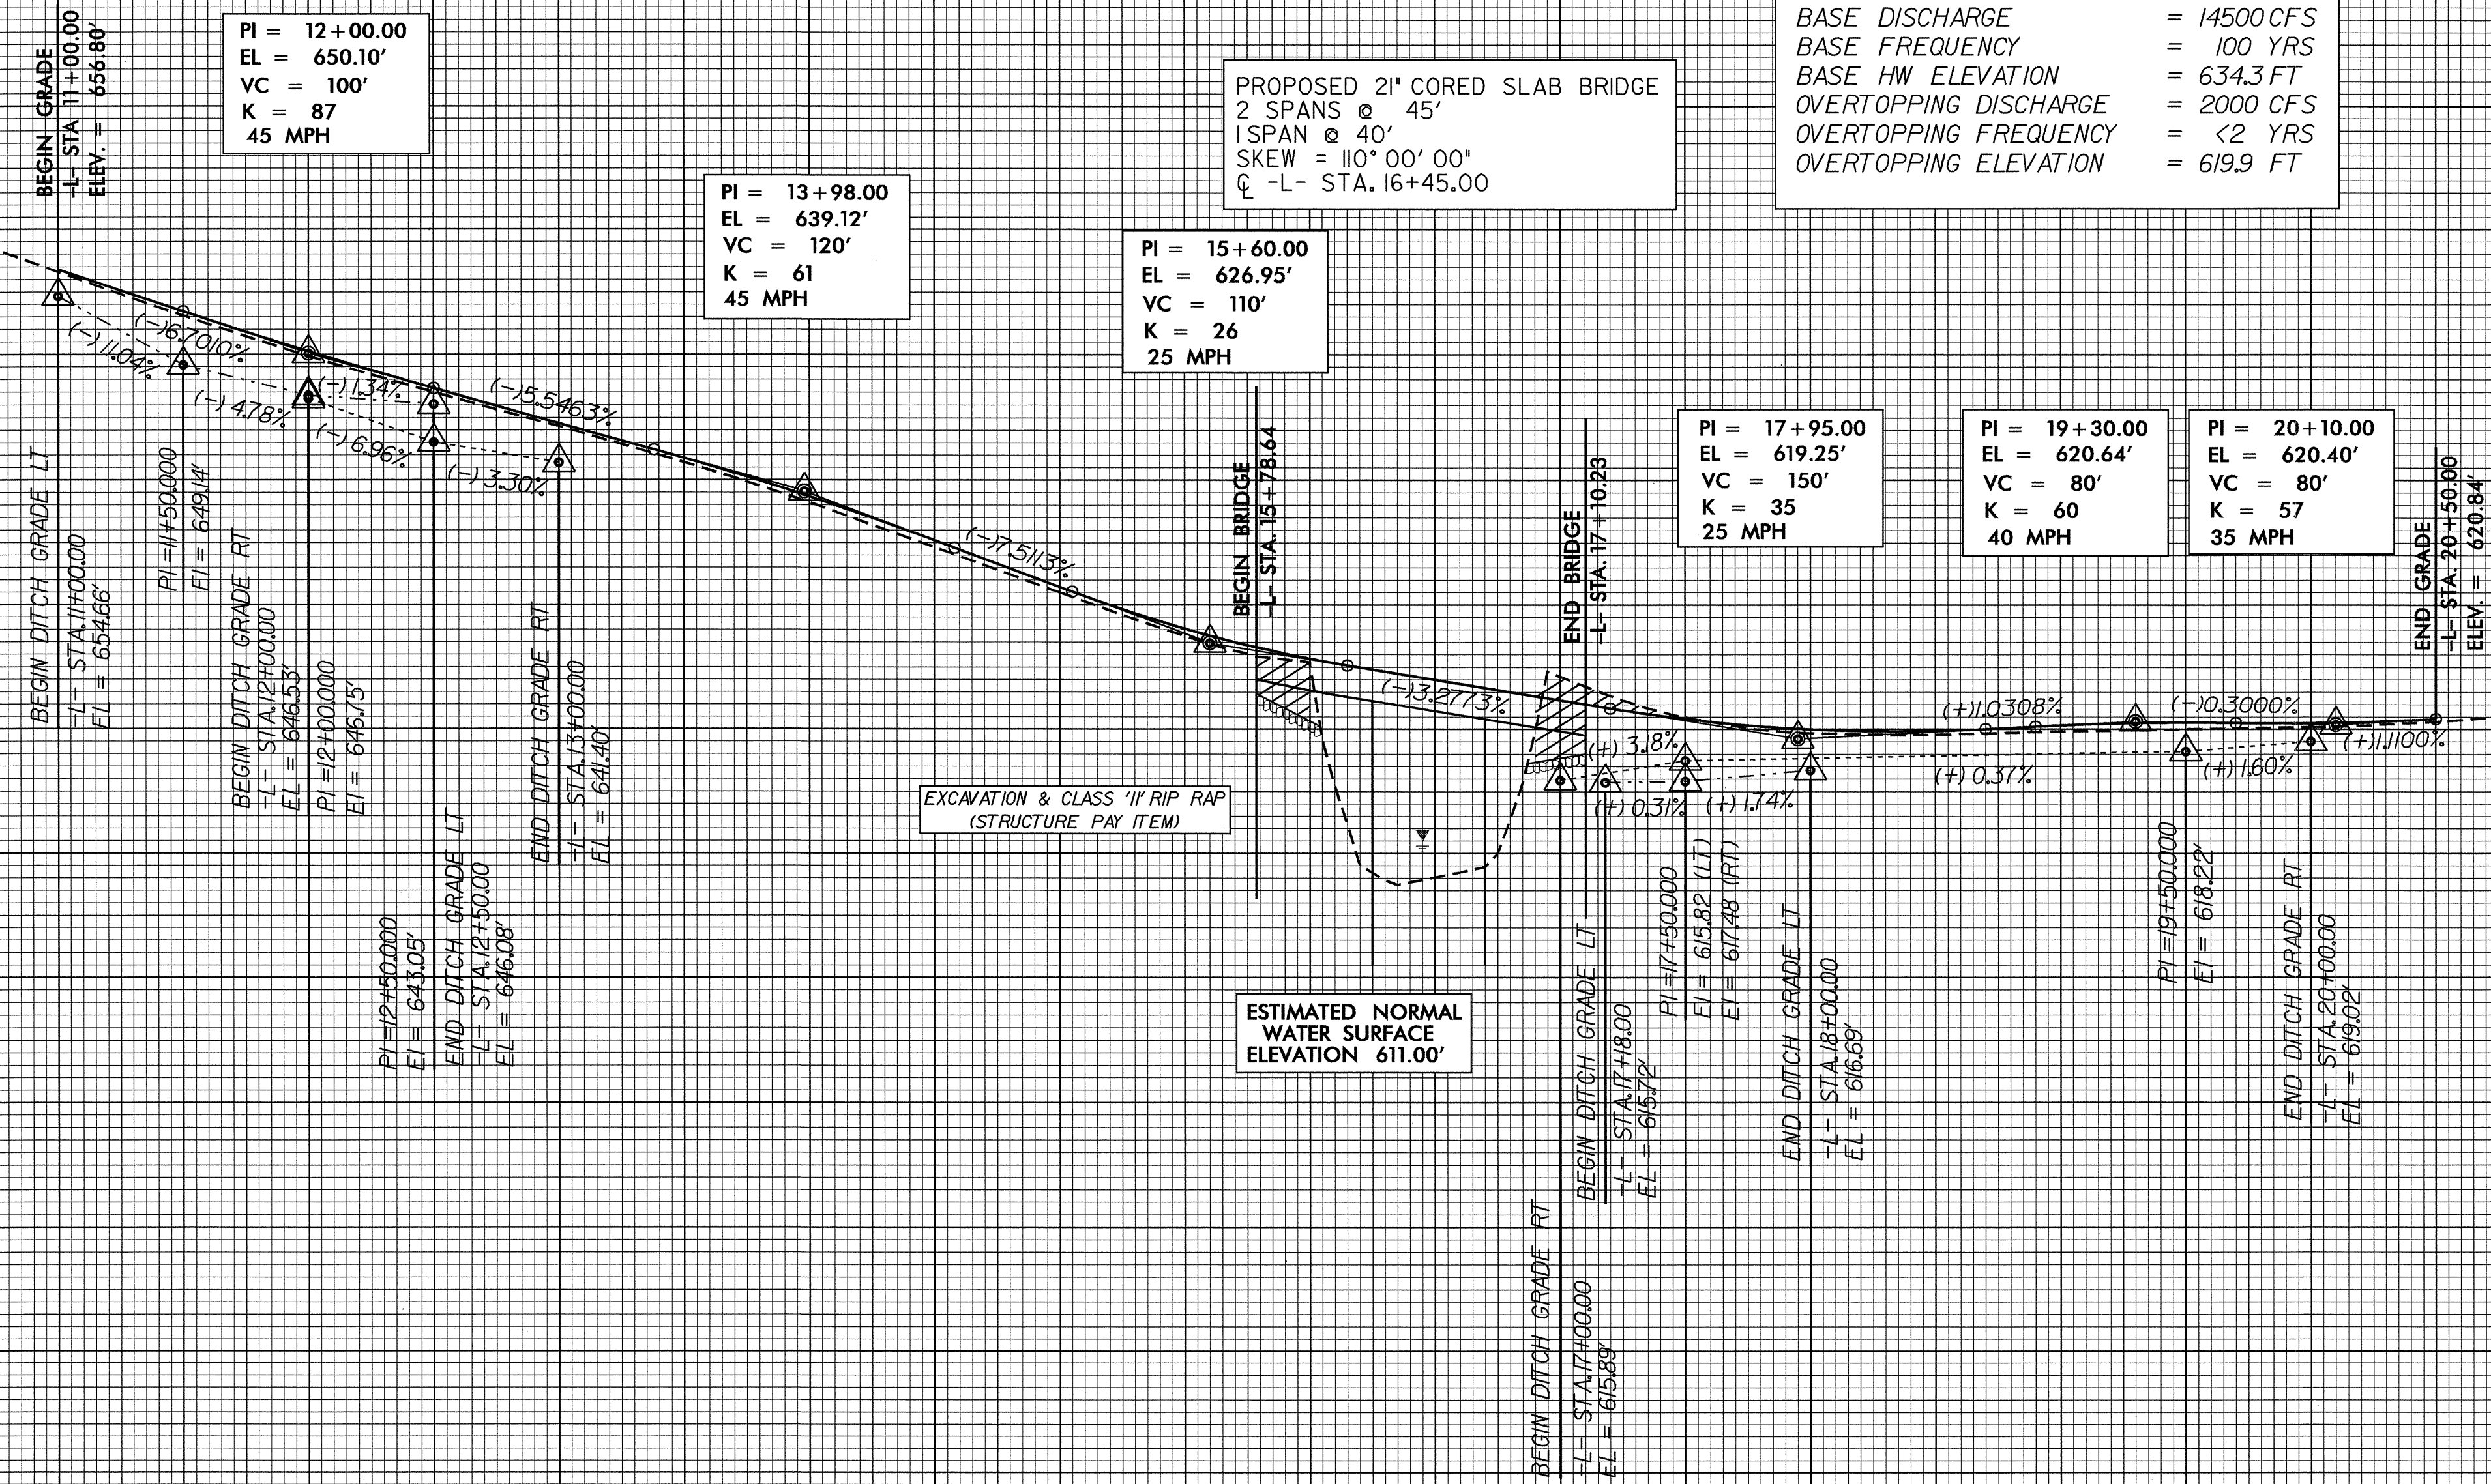 BEGIN GRADE
-L- STA 11+00.00
ELEV. = 656.80'
PI = 12+00.00
EL = 650.10'
VC = 100'
K = 87
45 MPH
PI = 13+98.00
EL = 639.12'
VC = 120'
K = 61
45 MPH
PROPOSED 21" CORED SLAB BRIDGE
2 SPANS @ 45'
1 SPAN @ 40'
SKEW = 110° 00' 00"
℄ -L- STA. 16+45.00
BASE DISCHARGE = 14500 CFS
BASE FREQUENCY = 100 YRS
BASE HW ELEVATION = 634.3 FT
OVERTOPPING DISCHARGE = 2000 CFS
OVERTOPPING FREQUENCY = <2 YRS
OVERTOPPING ELEVATION = 619.9 FT
PI = 15+60.00
EL = 626.95'
VC = 110'
K = 26
25 MPH
PI = 17+95.00
EL = 619.25'
VC = 150'
K = 35
25 MPH
PI = 19+30.00
EL = 620.64'
VC = 80'
K = 60
40 MPH
PI = 20+10.00
EL = 620.40'
VC = 80'
K = 57
35 MPH
(-)6.7010%
(-)11.04%
(-)4.78%
(-)1.34%
(-)6.96%
(-)3.30%
(-)5.5463%
(-)7.5113%
(-)3.2773%
(+)3.18%
(+)0.31%
(+)1.74%
(+)1.0308%
(-)0.3000%
(+)0.37%
(+)1.60%
(+)1.1100%
BEGIN BRIDGE
-L- STA. 15+78.64
END BRIDGE
-L- STA. 17+10.23
END GRADE
-L- STA. 20+50.00
ELEV. = 620.84'
BEGIN DITCH GRADE LT
-L- STA.11+00.00
EL = 654.66'
PI =11+50.000
El = 649.14'
BEGIN DITCH GRADE RT
-L- STA.12+00.00
EL = 646.53'
PI=12+00.000
El = 646.75'
PI=12+50.000
El = 643.05'
END DITCH GRADE LT
-L- STA.12+50.00
EL = 646.08'
END DITCH GRADE RT
-L- STA.13+00.00
EL = 641.40'
EXCAVATION & CLASS 'II' RIP RAP
(STRUCTURE PAY ITEM)
ESTIMATED NORMAL
WATER SURFACE
ELEVATION 611.00'
BEGIN DITCH GRADE RT
-L- STA.17+00.00
EL = 615.89'
BEGIN DITCH GRADE LT
-L- STA.17+18.00
EL = 615.72'
PI =17+50.000
El = 615.82 (LT)
El = 617.48 (RT)
END DITCH GRADE LT
-L- STA.18+00.00
EL = 616.69'
PI =19+50.000
El = 618.22'
END DITCH GRADE RT
-L- STA.20+00.00
EL = 619.02'